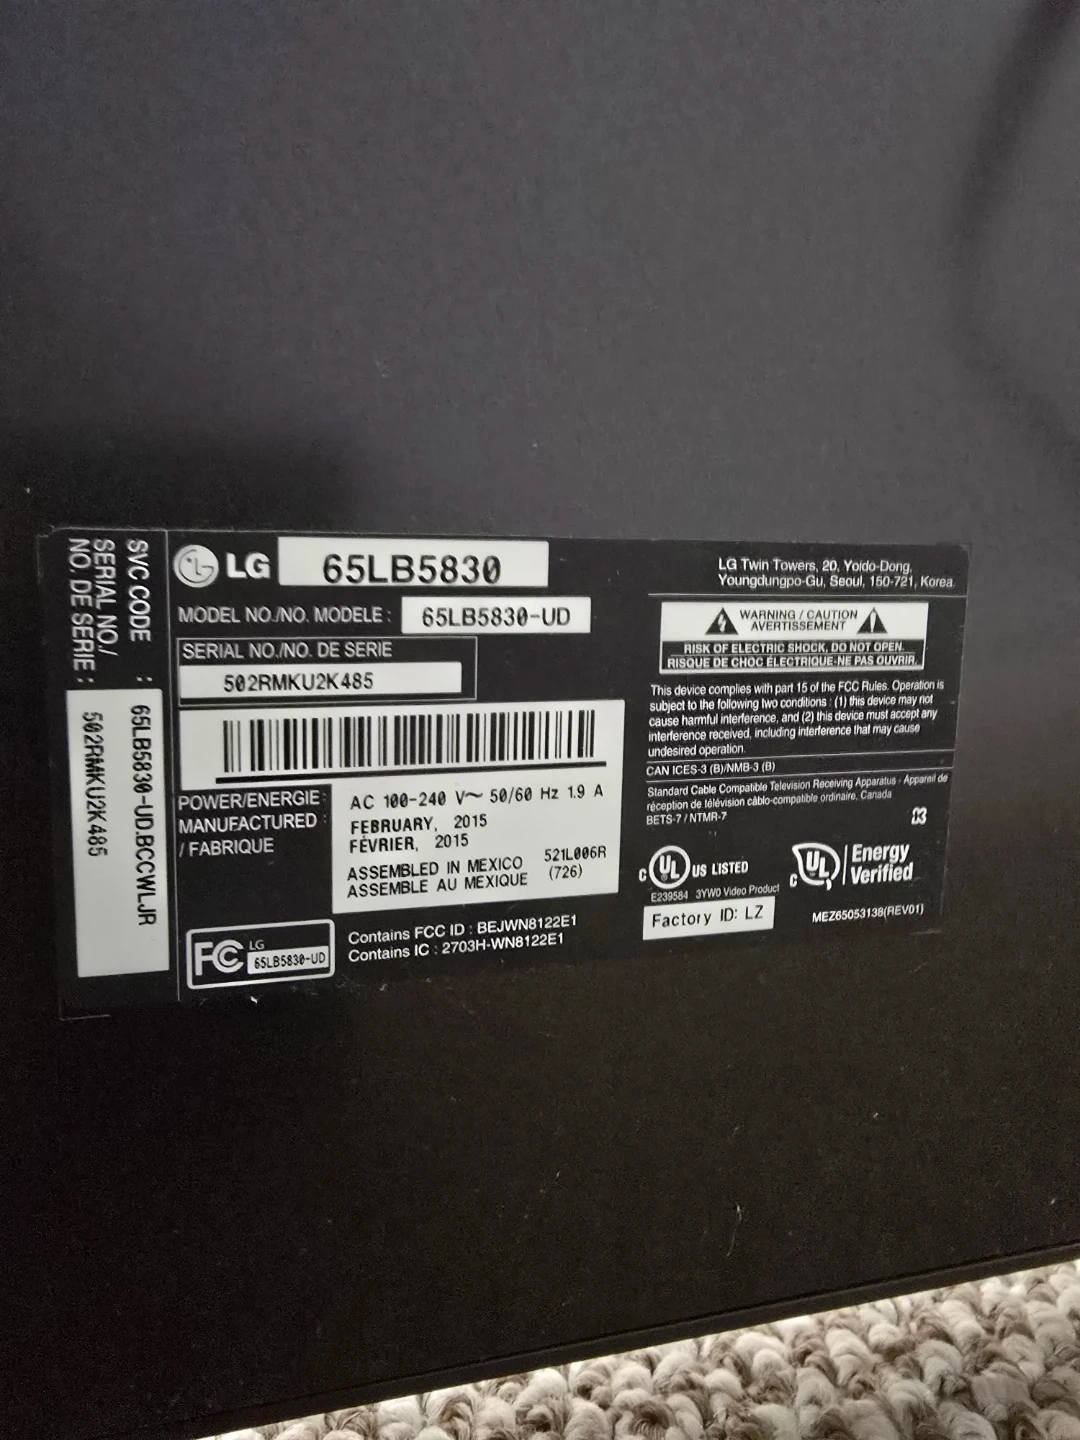 LG 65LB5830
MODEL NO./NO. MODELE : 65LB5830-UD
SERIAL NO./NO. DE SERIE
502RMKU2K485
POWER/ENERGIE : AC 100-240 V~ 50/60 Hz 1.9 A
MANUFACTURED : FEBRUARY, 2015
/ FABRIQUE FÉVRIER, 2015
ASSEMBLED IN MEXICO 521L006R
ASSEMBLE AU MEXIQUE (726)
FC LG
65LB5830-UD
Contains FCC ID : BEJWN8122E1
Contains IC : 2703H-WN8122E1
SVC CODE : 65LB5830-UD.BCCWLJR
SERIAL NO./
NO. DE SERIE : 502RMKU2K485
LG Twin Towers, 20, Yoido-Dong,
Youngdungpo-Gu, Seoul, 150-721, Korea.
WARNING / CAUTION
AVERTISSEMENT
RISK OF ELECTRIC SHOCK, DO NOT OPEN.
RISQUE DE CHOC ÉLECTRIQUE-NE PAS OUVRIR.
This device complies with part 15 of the FCC Rules. Operation is
subject to the following two conditions : (1) this device may not
cause harmful interference, and (2) this device must accept any
interference received, including interference that may cause
undesired operation.
CAN ICES-3 (B)/NMB-3 (B)
Standard Cable Compatible Television Receiving Apparatus - Appareil de
réception de télévision câblo-compatible ordinaire, Canada
BETS-7 / NTMR-7
03
C UL US LISTED
E239584 3YW0 Video Product
C UL Energy
Verified
Factory ID: LZ
MEZ65053138(REV01)